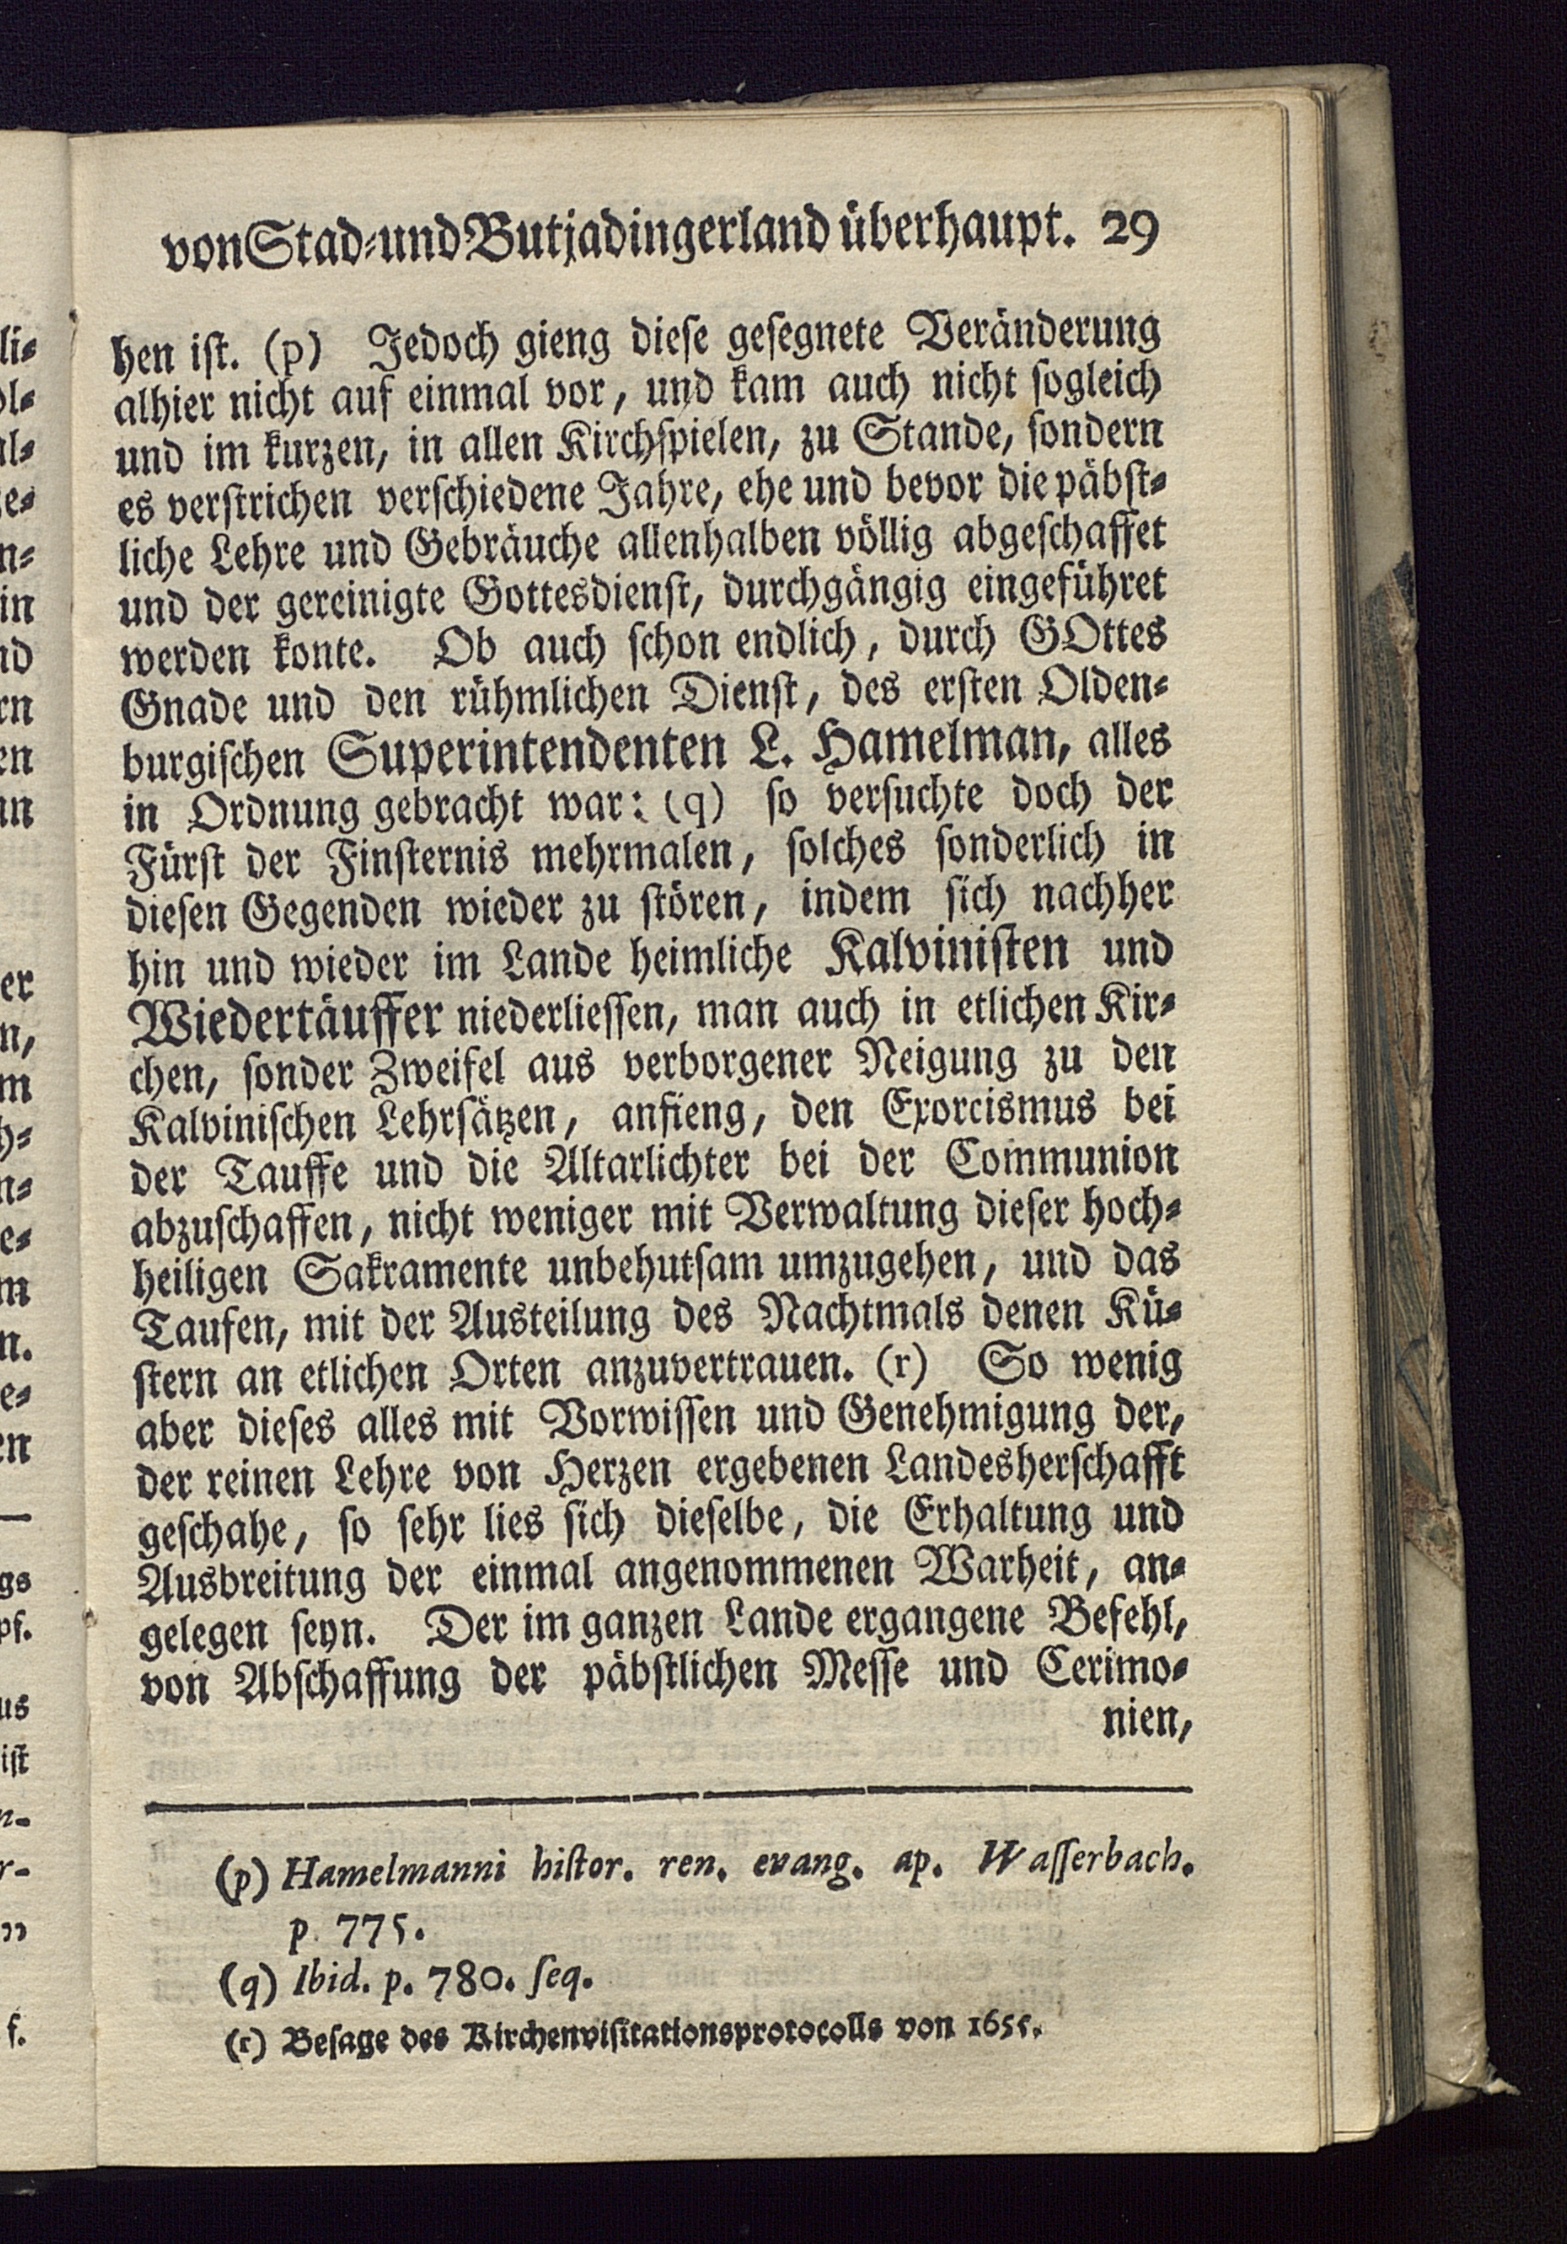 von Stad- und Butjadingerland überhaupt. 29
hen ist. (p) Jedoch gieng diese gesegnete Veränderung
alhier nicht auf einmal vor, und kam auch nicht sogleich
und im kurzen, in allen Kirchspielen, zu Stande, sondern
es verstrichen verschiedene Jahre, ehe und bevor die päbst-
liche Lehre und Gebräuche allenhalben völlig abgeschaffet
und der gereinigte Gottesdienst, durchgängig eingeführet
werden konte. Ob auch schon endlich, durch GOttes
Gnade und den rühmlichen Dienst, des ersten Olden-
burgischen Superintendenten L. Hamelman, alles
in Ordnung gebracht war: (q) so versuchte doch der
Fürst der Finsternis mehrmalen, solches sonderlich in
diesen Gegenden wieder zu stören, indem sich nachher
hin und wieder im Lande heimliche Kalvinisten und
Wiedertäuffer niederliessen, man auch in etlichen Kir-
chen, sonder Zweifel aus verborgener Neigung zu den
Kalvinischen Lehrsätzen, anfieng, den Exorcismus bei
der Tauffe und die Altarlichter bei der Communion
abzuschaffen, nicht weniger mit Verwaltung dieser hoch-
heiligen Sakramente unbehutsam umzugehen, und das
Taufen, mit der Austeilung des Nachtmals denen Kü-
stern an etlichen Orten anzuvertrauen. (r) So wenig
aber dieses alles mit Vorwissen und Genehmigung der,
der reinen Lehre von Herzen ergebenen Landesherschafft
geschahe, so sehr lies sich dieselbe, die Erhaltung und
Ausbreitung der einmal angenommenen Warheit, an-
gelegen seyn. Der im ganzen Lande ergangene Befehl,
von Abschaffung der päbstlichen Messe und Cerimo-
nien,
(p) Hamelmanni histor. ren. evang. ap. Wasserbach.
p. 775.
(q) Ibid. p. 780. seq.
(r) Besage des Kirchenvisitationsprotocolls von 1655.